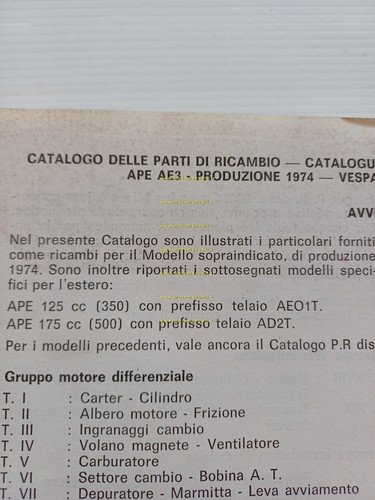 CATALOGO DELLE PARTI DI RICAMBIO — CATALOGU
APE AE3 - PRODUZIONE 1974 — VESPA
AVVE
Nel presente Catalogo sono illustrati i particolari forniti
come ricambi per il Modello sopraindicato, di produzione
1974. Sono inoltre riportati i sottosegnati modelli speci-
fici per l'estero:
APE 125 cc (350) con prefisso telaio AEO1T.
APE 175 cc (500) con prefisso telaio AD2T.
Per i modelli precedenti, vale ancora il Catalogo P.R dis
Gruppo motore differenziale
T. I : Carter - Cilindro
T. II : Albero motore - Frizione
T. III : Ingranaggi cambio
T. IV : Volano magnete - Ventilatore
T. V : Carburatore
T. VI : Settore cambio - Bobina A. T.
T. VII : Depuratore - Marmitta - Leva avviamento